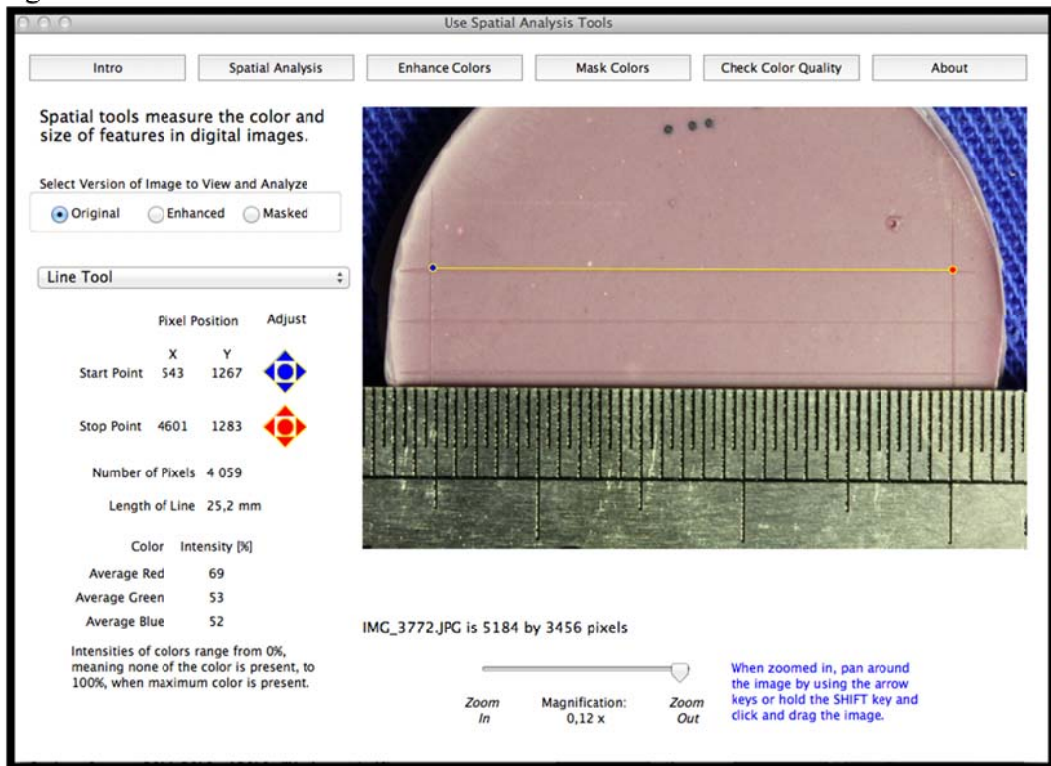 Use Spatial Analysis Tools
Intro Spatial Analysis Enhance Colors Mask Colors Check Color Quality About
Spatial tools measure the color and
size of features in digital images.
Select Version of Image to View and Analyze
Original Enhanced Masked
Line Tool
Pixel Position Adjust
X Y
Start Point 543 1267
Stop Point 4601 1283
Number of Pixels 4 059
Length of Line 25,2 mm
Color Intensity [%]
Average Red 69
Average Green 53
Average Blue 52
Intensities of colors range from 0%,
meaning none of the color is present, to
100%, when maximum color is present.
IMG_3772.JPG is 5184 by 3456 pixels
Zoom In
Magnification:
0,12 x
Zoom Out
When zoomed in, pan around
the image by using the arrow
keys or hold the SHIFT key and
click and drag the image.